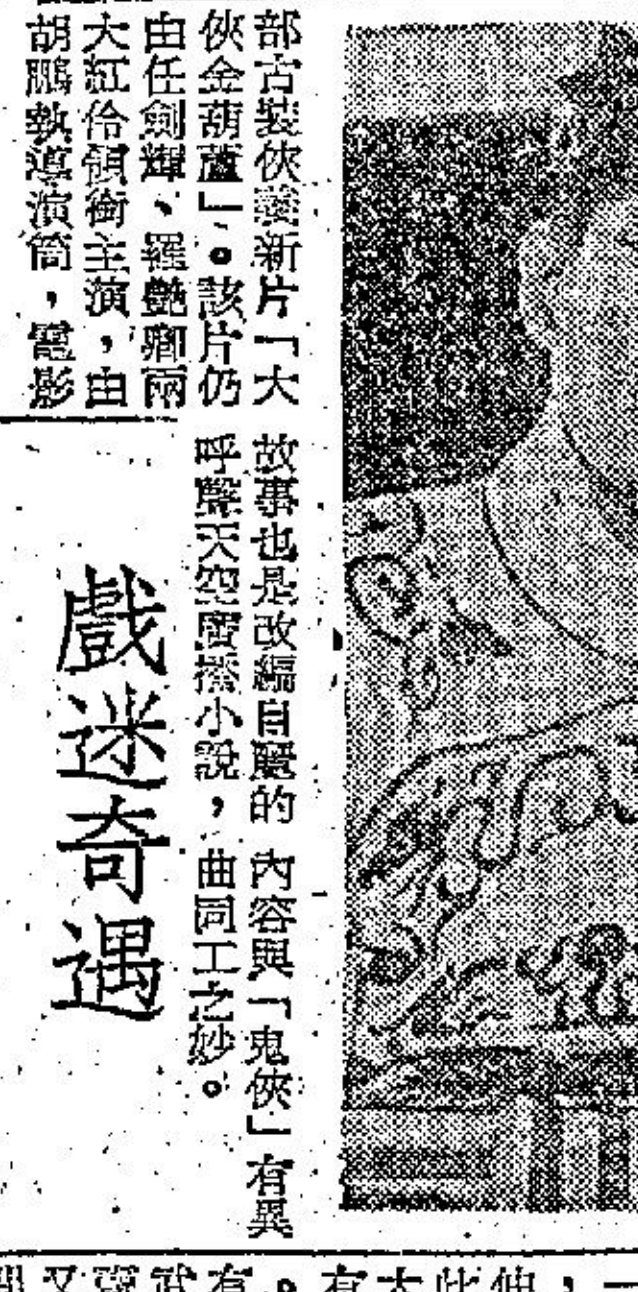 部古裝俠藝新片「大
俠金葫蘆」。該片仍
由任劍輝、羅艷卿兩
大紅伶領銜主演，由
胡鵬執導演筒，電影
故事也是改編自麗的
呼聲天空廣播小說，
內容與「鬼俠」有異
曲同工之妙。
戲迷奇遇